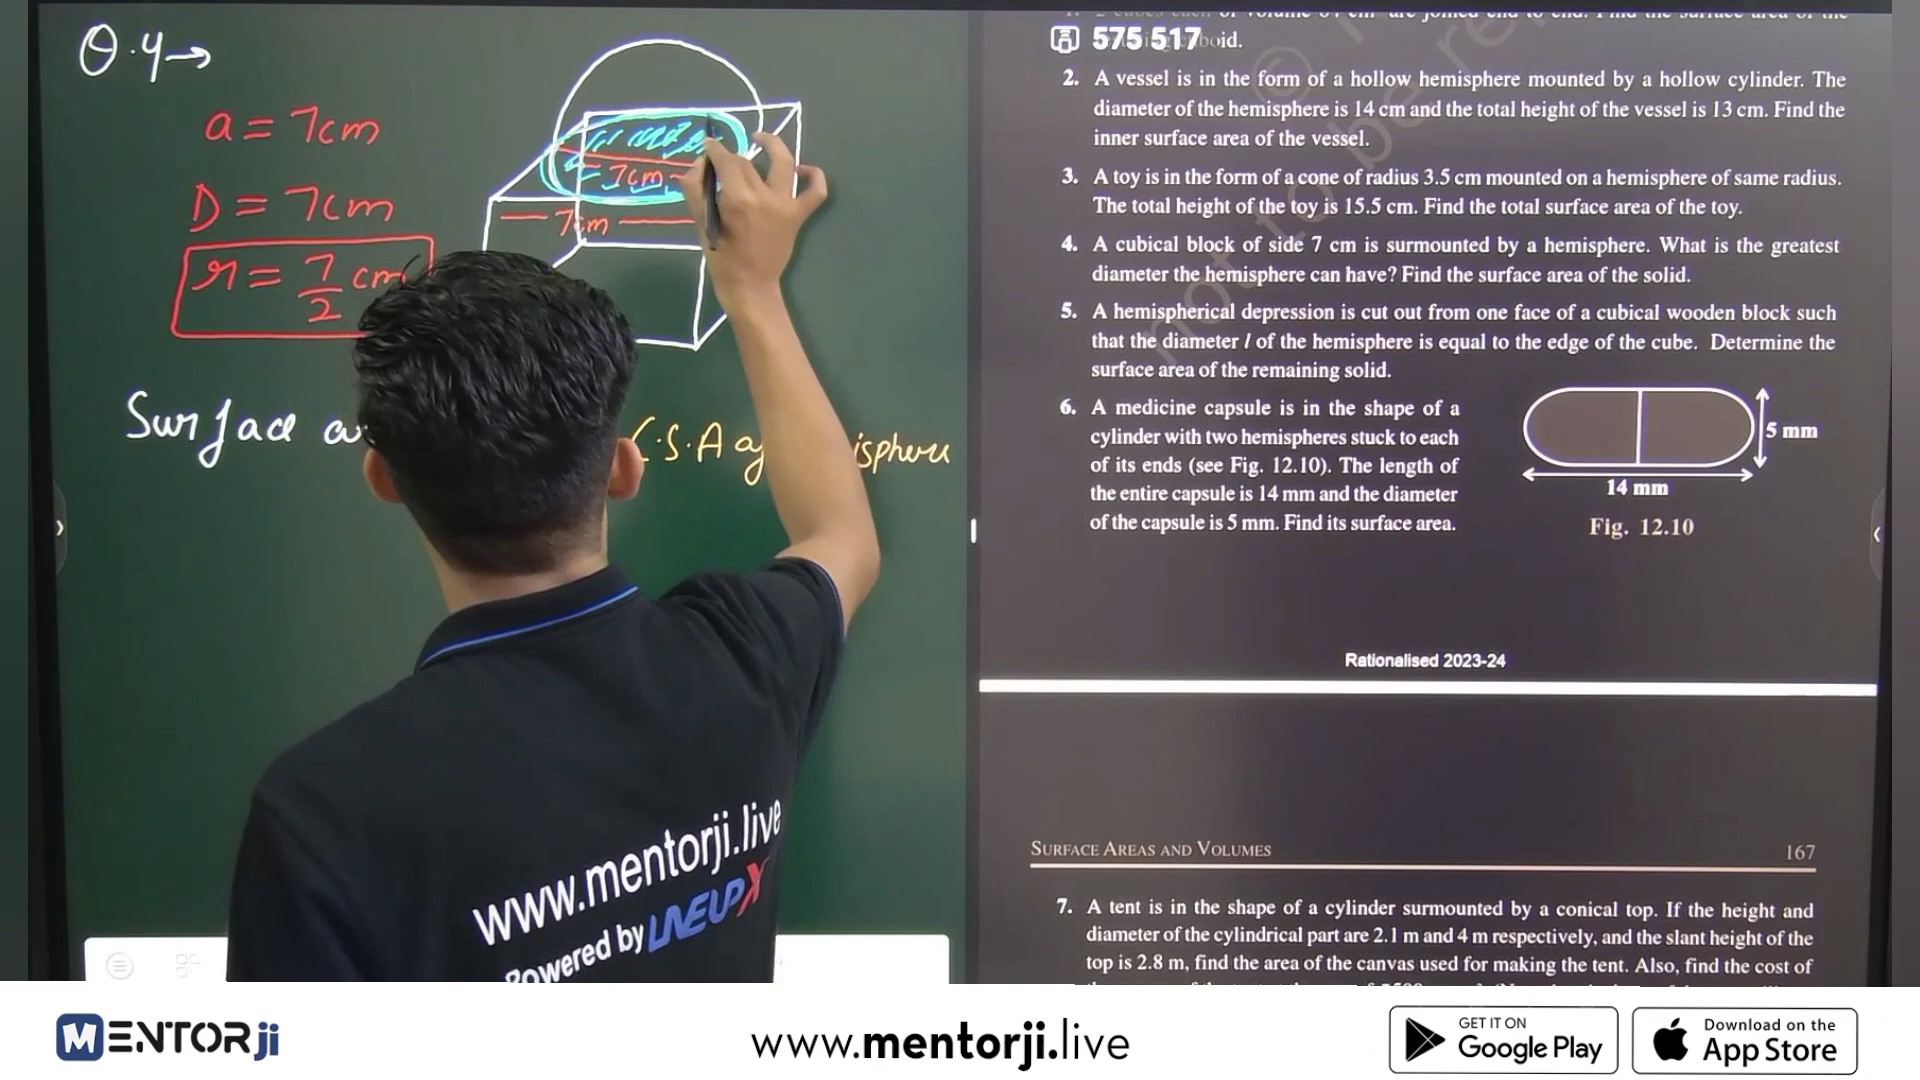 Q.4→
a = 7cm
D = 7cm
r = 7/2 cm
= 7cm -
7cm
Surface
C.S.A
www.mentorji.live
Powered by LINEUPX
575 517 oid.
2. A vessel is in the form of a hollow hemisphere mounted by a hollow cylinder. The
diameter of the hemisphere is 14 cm and the total height of the vessel is 13 cm. Find the
inner surface area of the vessel.
3. A toy is in the form of a cone of radius 3.5 cm mounted on a hemisphere of same radius.
The total height of the toy is 15.5 cm. Find the total surface area of the toy.
4. A cubical block of side 7 cm is surmounted by a hemisphere. What is the greatest
diameter the hemisphere can have? Find the surface area of the solid.
5. A hemispherical depression is cut out from one face of a cubical wooden block such
that the diameter l of the hemisphere is equal to the edge of the cube. Determine the
surface area of the remaining solid.
6. A medicine capsule is in the shape of a
cylinder with two hemispheres stuck to each
of its ends (see Fig. 12.10). The length of
the entire capsule is 14 mm and the diameter
of the capsule is 5 mm. Find its surface area.
5 mm
14 mm
Fig. 12.10
Rationalised 2023-24
SURFACE AREAS AND VOLUMES 167
7. A tent is in the shape of a cylinder surmounted by a conical top. If the height and
diameter of the cylindrical part are 2.1 m and 4 m respectively, and the slant height of the
top is 2.8 m, find the area of the canvas used for making the tent. Also, find the cost of
MENTORji
www.mentorji.live
GET IT ON
Google Play
Download on the
App Store